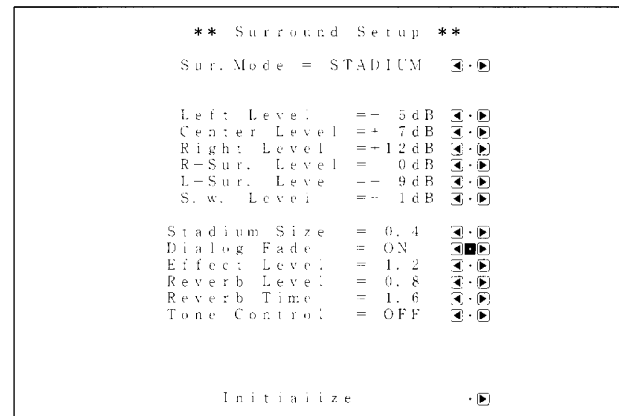 ** Surround Setup **
Sur. Mode = STADIUM ◀・▶
Left Level =− 5dB ◀・▶
Center Level =+ 7dB ◀・▶
Right Level =+12dB ◀・▶
R−Sur. Level = 0dB ◀・▶
L−Sur. Leve =− 9dB ◀・▶
S. w. Level =− 1dB ◀・▶
Stadium Size = 0. 4 ◀・▶
Dialog Fade = ON ◀・▶
Effect Level = 1. 2 ◀・▶
Reverb Level = 0. 8 ◀・▶
Reverb Time = 1. 6 ◀・▶
Tone Control = OFF ◀・▶
Initialize ・▶